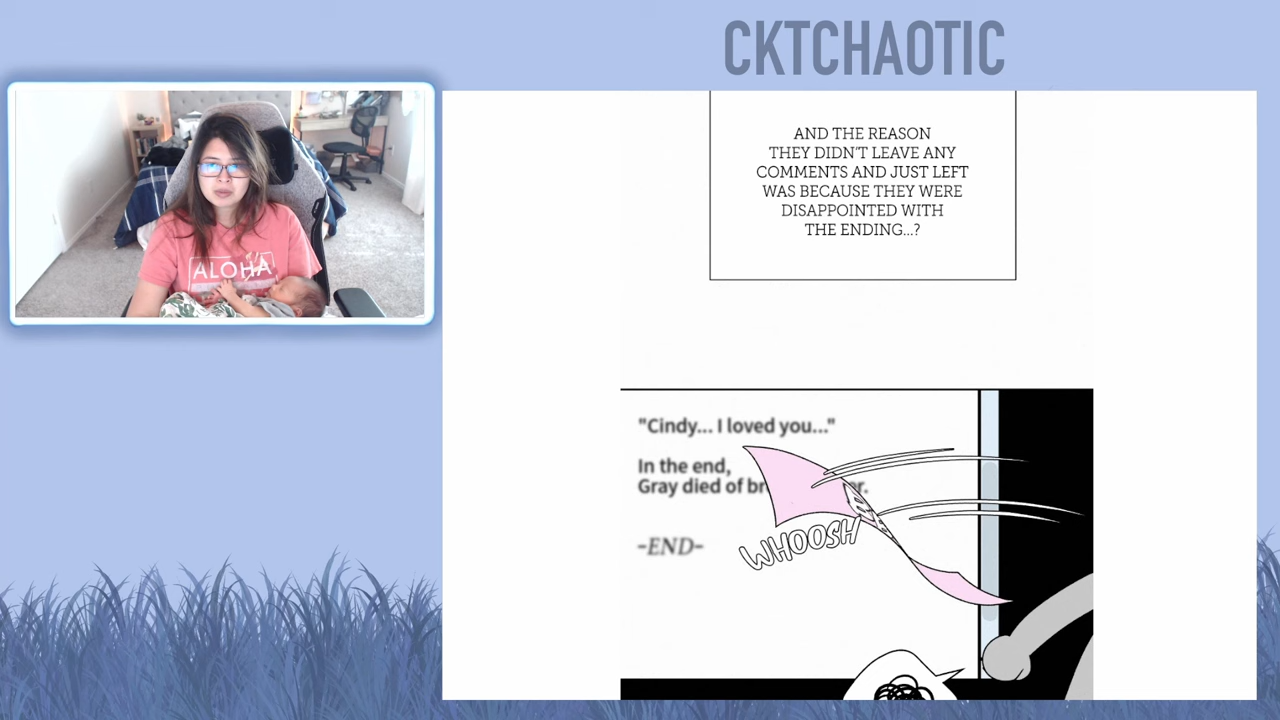 CKTCHAOTIC
AND THE REASON
THEY DIDN'T LEAVE ANY
COMMENTS AND JUST LEFT
WAS BECAUSE THEY WERE
DISAPPOINTED WITH
THE ENDING...?
ALOHA
"Cindy... I loved you..."
In the end,
Gray died of
-END-
WHOOSH